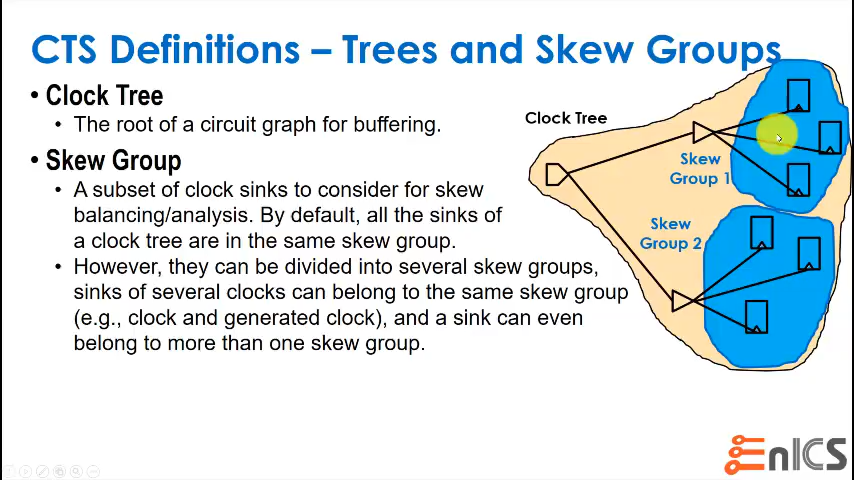 CTS Definitions – Trees and Skew Groups
• Clock Tree
• The root of a circuit graph for buffering.
• Skew Group
• A subset of clock sinks to consider for skew
balancing/analysis. By default, all the sinks of
a clock tree are in the same skew group.
• However, they can be divided into several skew groups,
sinks of several clocks can belong to the same skew group
(e.g., clock and generated clock), and a sink can even
belong to more than one skew group.
Clock Tree
Skew
Group 1
Skew
Group 2
EnICS